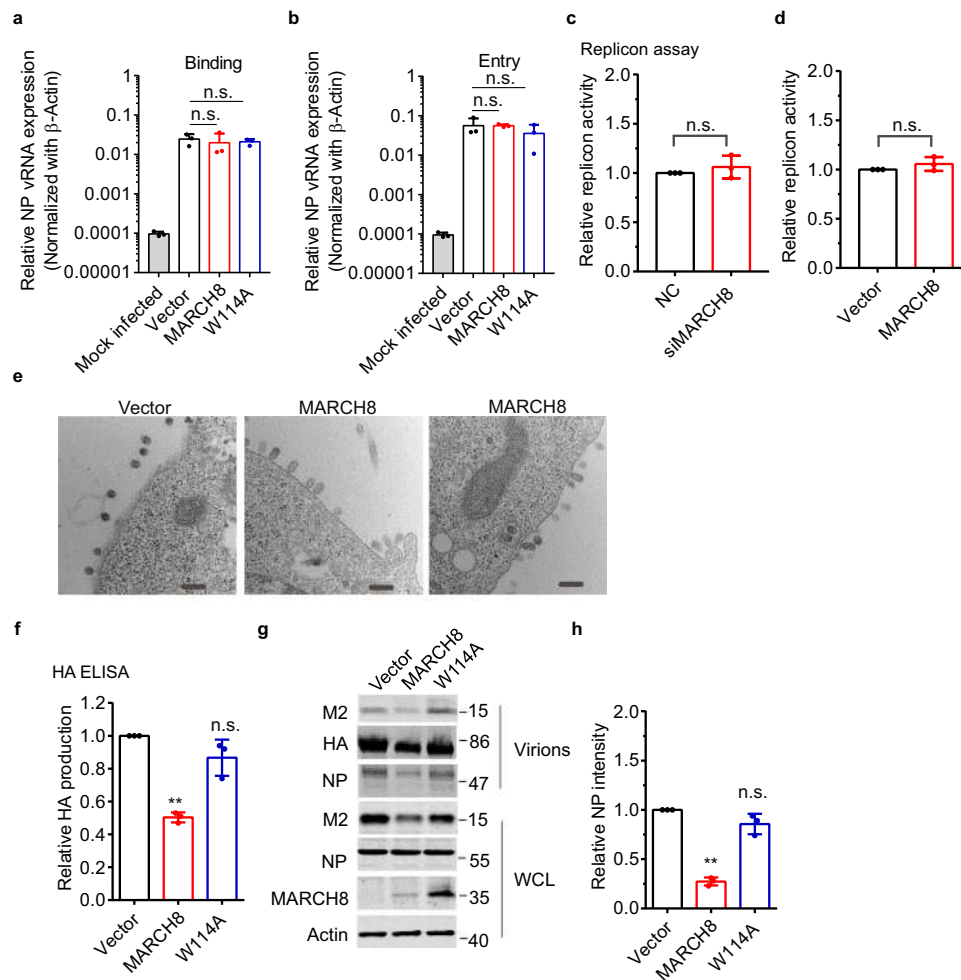 a
Binding
Relative NP vRNA expression
(Normalized with β-Actin)
1
0.1
0.01
0.001
0.0001
0.00001
n.s.
n.s.
Mock infected
Vector
MARCH8
W114A
b
Entry
Relative NP vRNA expression
(Normalized with β-Actin)
1
0.1
0.01
0.0001
0.0001
0.00001
n.s.
n.s.
Mock infected
Vector
MARCH8
W114A
c
Replicon assay
Relative replicon activity
2.0
1.5
1.0
0.5
0.0
n.s.
NC
siMARCH8
d
Relative replicon activity
2.0
1.5
1.0
0.5
0.0
n.s.
Vector
MARCH8
e
Vector
MARCH8
MARCH8
f
HA ELISA
Relative HA production
1.2
1.0
0.8
0.6
0.4
0.2
0.0
**
n.s.
Vector
MARCH8
W114A
g
Vector
MARCH8
W114A
M2
15
HA
86
NP
47
Virions
M2
15
NP
55
MARCH8
35
Actin
40
WCL
h
Relative NP intensity
2.0
1.5
1.0
0.25
0.0
**
n.s.
Vector
MARCH8
W114A